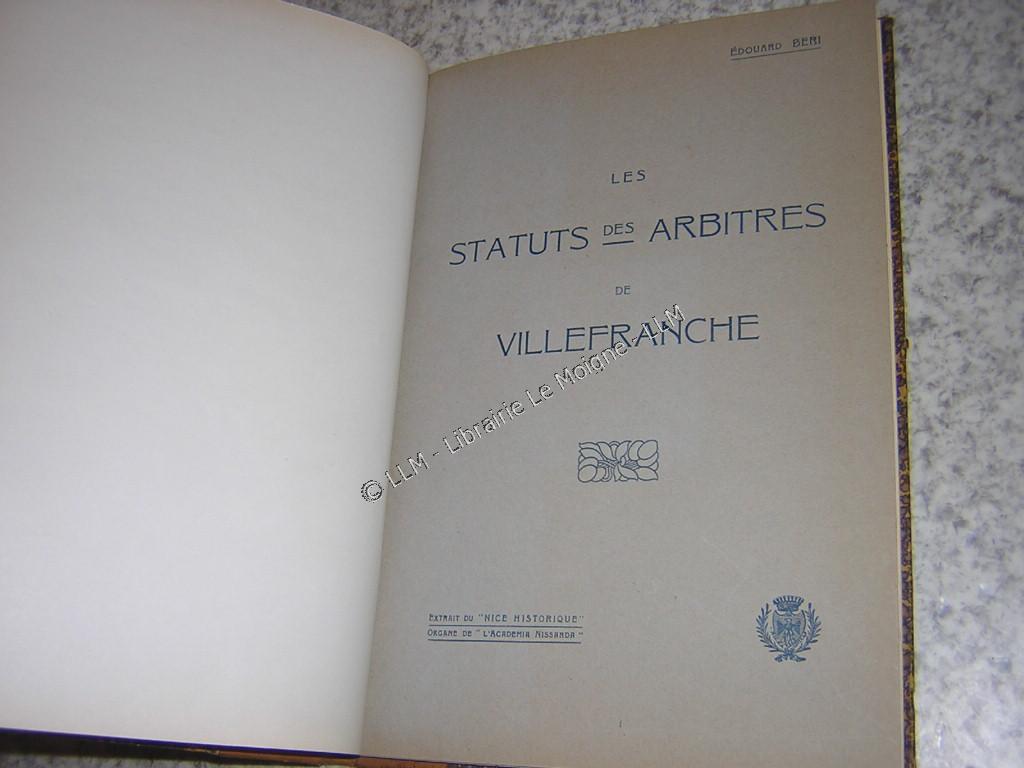 ÉDOUARD BERI
LES
STATUTS DES ARBITRES
DE
VILLEFRANCHE
EXTRAIT DU "NICE HISTORIQUE"
ORGANE DE "L'ACADEMIA NISSARDA"
© LLM - Librairie Le Moigne - LLM